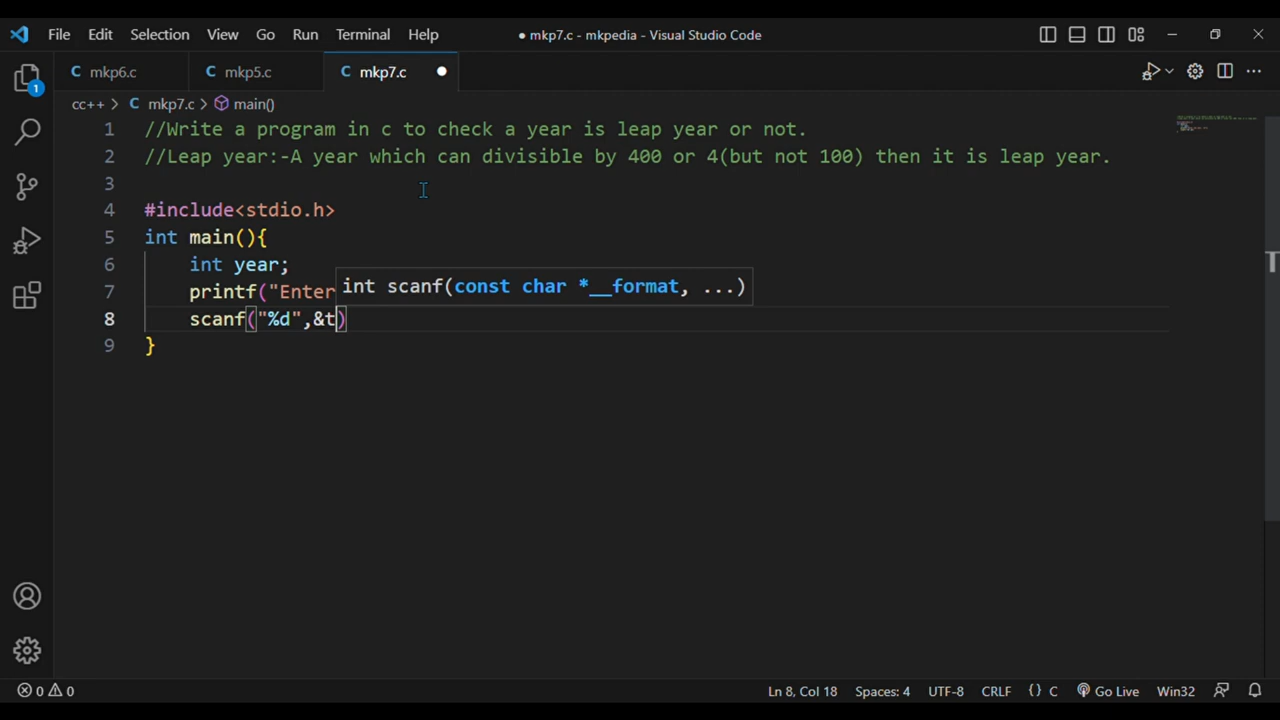 File Edit Selection View Go Run Terminal Help ● mkp7.c - mkpedia - Visual Studio Code
C mkp6.c C mkp5.c C mkp7.c ●
cc++ > C mkp7.c > main()
1 //Write a program in c to check a year is leap year or not.
2 //Leap year:-A year which can divisible by 400 or 4(but not 100) then it is leap year.
3
4 #include<stdio.h>
5 int main(){
6 int year;
int scanf(const char *__format, ...)
7 printf("Enter
8 scanf("%d",&t)
9 }
1
T
0 0 Ln 8, Col 18 Spaces: 4 UTF-8 CRLF {} C Go Live Win32